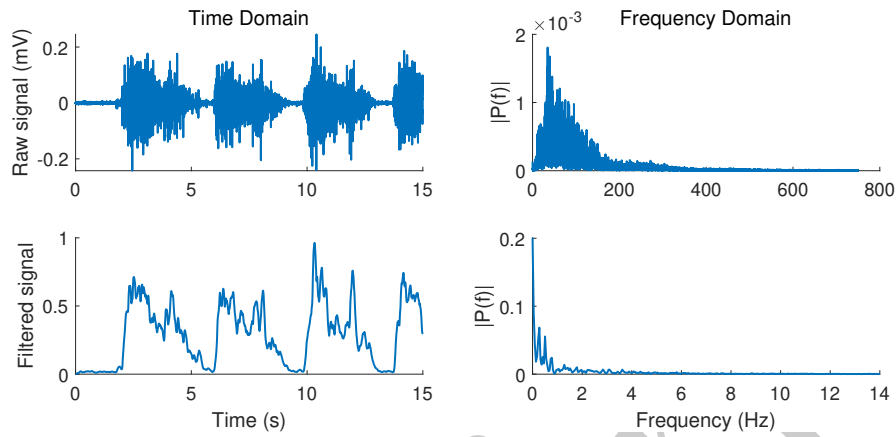 Time Domain
Raw signal (mV)
0.2
0
-0.2
0 5 10 15
Frequency Domain
×10⁻³
|P(f)|
2
1
0
0 200 400 600 800
Filtered signal
1
0.5
0
0 5 10 15
Time (s)
|P(f)|
0.2
0.1
0
0 2 4 6 8 10 12 14
Frequency (Hz)